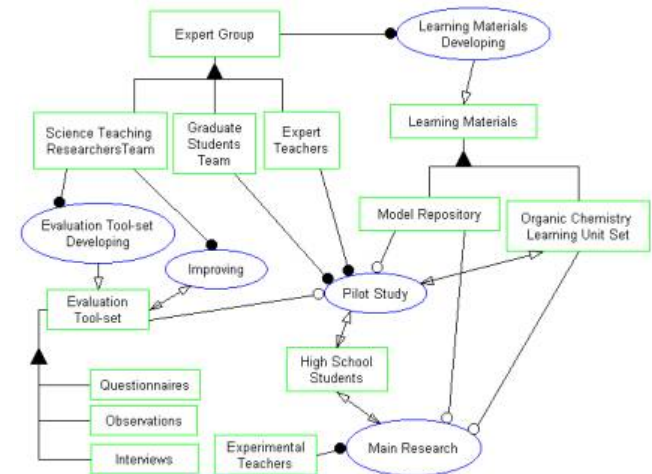 Expert Group
Learning Materials
Developing
Science Teaching
ResearchersTeam
Graduate
Students
Team
Expert
Teachers
Learning Materials
Evaluation Tool-set
Developing
Improving
Model Repository
Organic Chemistry
Learning Unit Set
Evaluation
Tool-set
Pilot Study
High School
Students
Questionnaires
Observations
Interviews
Experimental
Teachers
Main Research